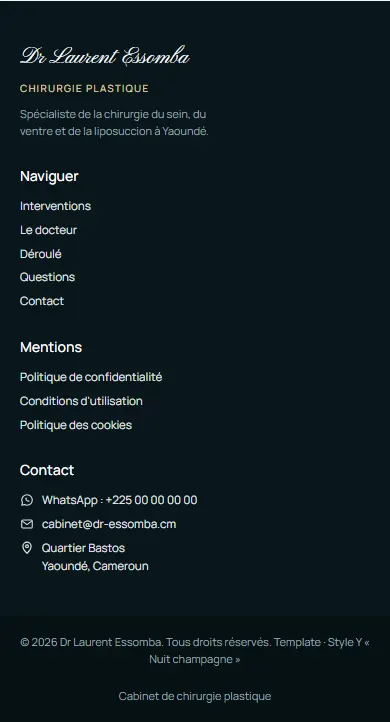 Dr Laurent Essomba
CHIRURGIE PLASTIQUE
Spécialiste de la chirurgie du sein, du
ventre et de la liposuccion à Yaoundé.
Naviguer
Interventions
Le docteur
Déroulé
Questions
Contact
Mentions
Politique de confidentialité
Conditions d'utilisation
Politique des cookies
Contact
WhatsApp : +225 00 00 00 00
cabinet@dr-essomba.cm
Quartier Bastos
Yaoundé, Cameroun
© 2026 Dr Laurent Essomba. Tous droits réservés. Template · Style Y «
Nuit champagne »
Cabinet de chirurgie plastique